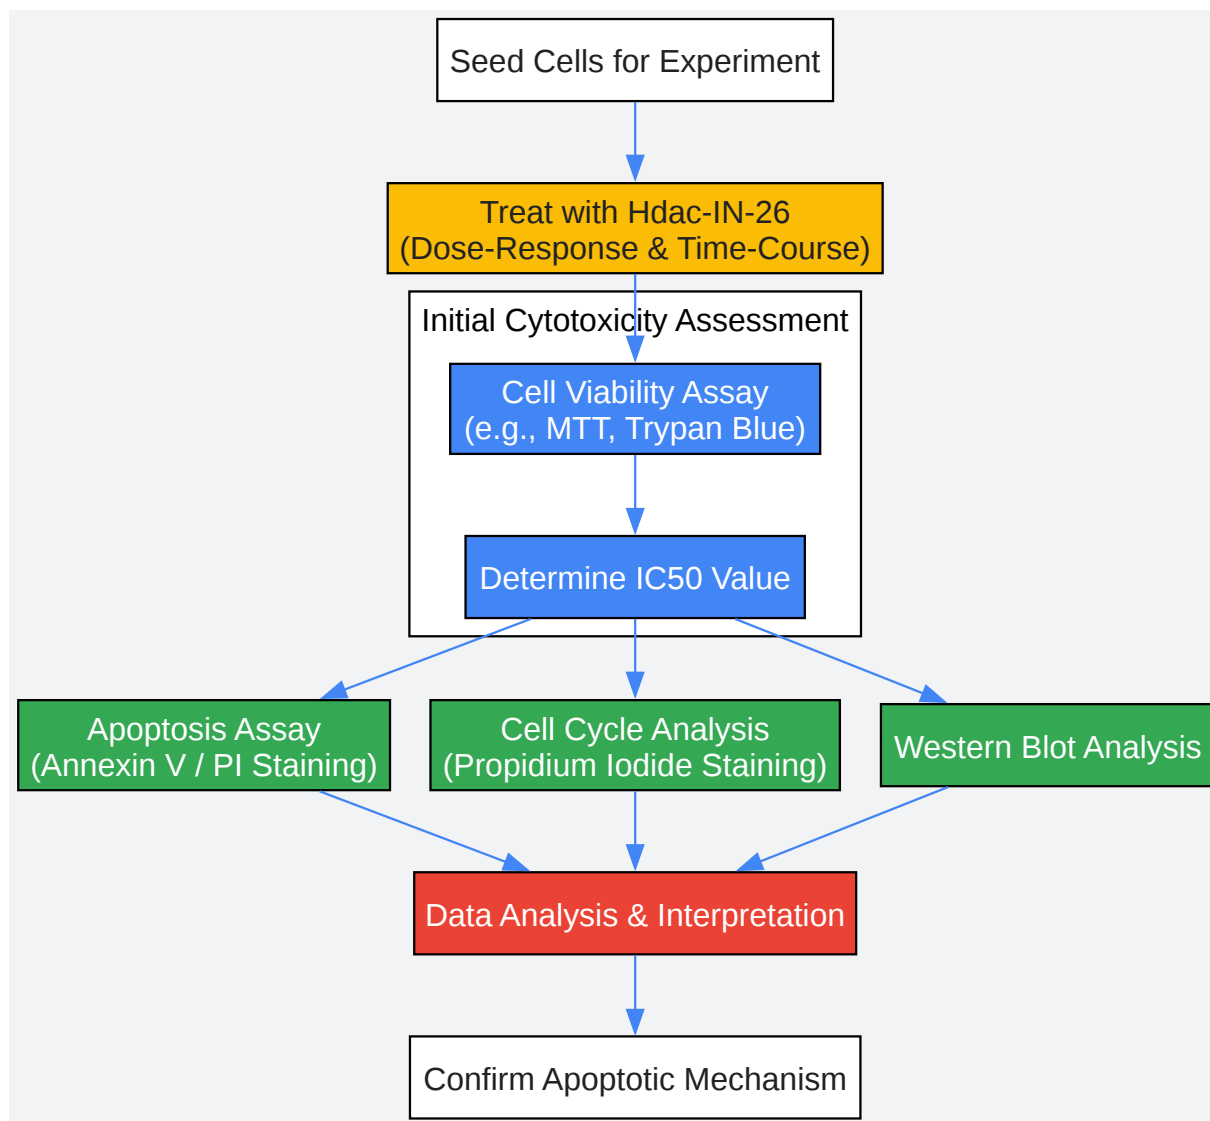 Seed Cells for Experiment
Treat with Hdac-IN-26
(Dose-Response & Time-Course)
Initial Cytotoxicity Assessment
Cell Viability Assay
(e.g., MTT, Trypan Blue)
Determine IC50 Value
Apoptosis Assay
(Annexin V / PI Staining)
Cell Cycle Analysis
(Propidium Iodide Staining)
Western Blot Analysis
Data Analysis & Interpretation
Confirm Apoptotic Mechanism